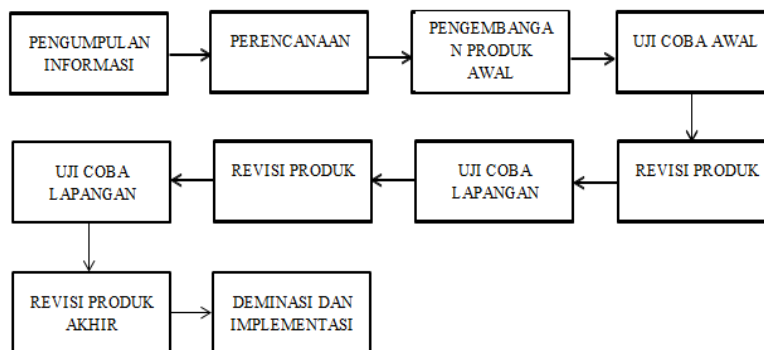 PENGUMPULAN
INFORMASI
PERENCANAAN
PENGEMBANGA
N PRODUK
AWAL
UJI COBA AWAL
REVISI PRODUK
UJI COBA
LAPANGAN
REVISI PRODUK
UJI COBA
LAPANGAN
REVISI PRODUK
AKHIR
DEMINASI DAN
IMPLEMENTASI